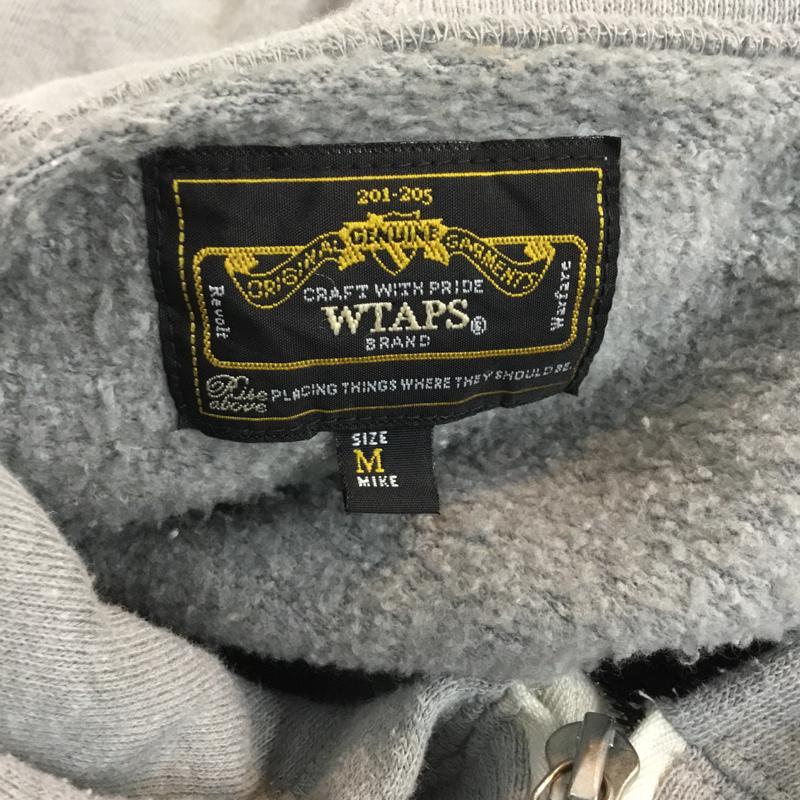 201-205
ORIGINAL GENUINE GARMENTS
CRAFT WITH PRIDE
Revolt
WTAPS®
Warfare
BRAND
Rise above
PLACING THINGS WHERE THEY SHOULD BE.
SIZE
M
MIKE